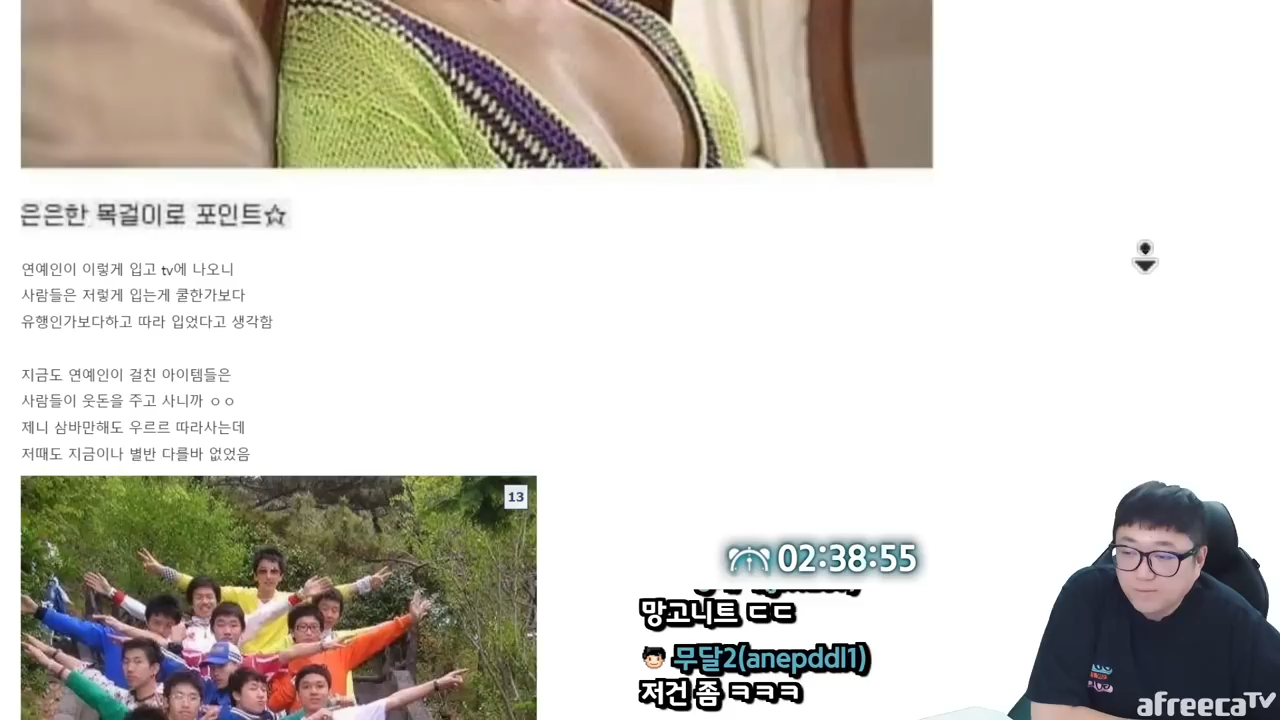 은은한 목걸이로 포인트☆
연예인이 이렇게 입고 tv에 나오니
사람들은 저렇게 입는게 쿨한가보다
유행인가보다하고 따라 입었다고 생각함
지금도 연예인이 걸친 아이템들은
사람들이 웃돈을 주고 사니까 ㅇㅇ
제니 삼바만해도 우르르 따라사는데
저때도 지금이나 별반 다를바 없었음
13
02:38:55
망고니트 ㄷㄷ
무달2(anepddl1)
저건 좀 ㅋㅋㅋ
afreecaTV